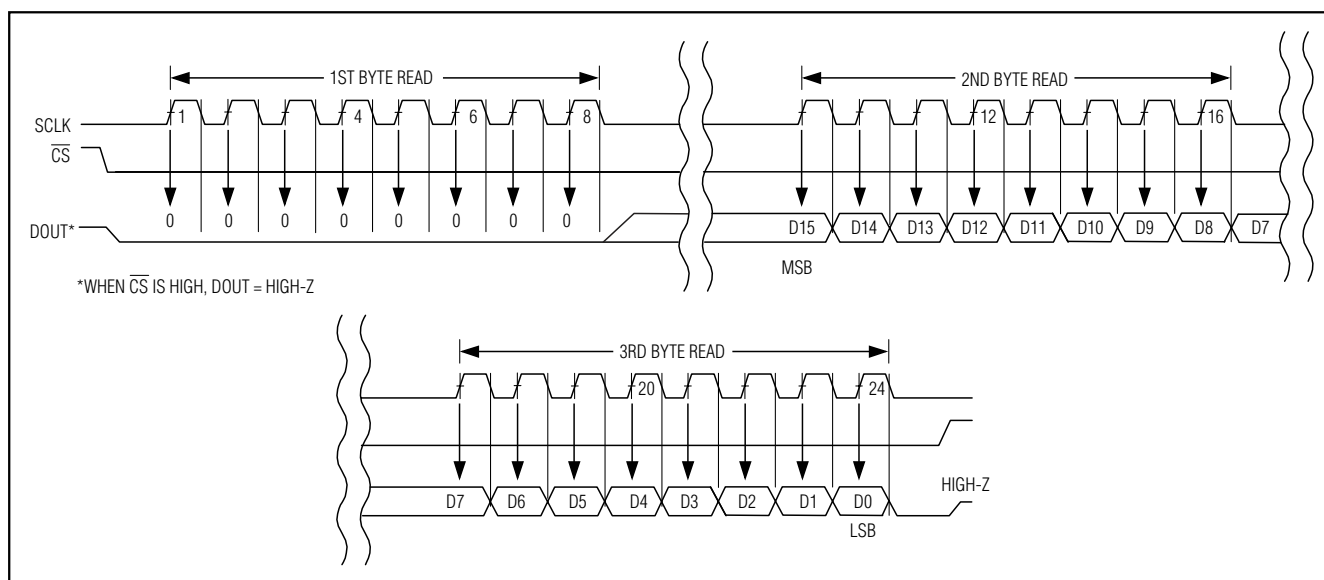 1ST BYTE READ 2ND BYTE READ
SCLK 1 4 6 8 12 16
CS
0 0 0 0 0 0 0 0
DOUT* D15 D14 D13 D12 D11 D10 D9 D8 D7
MSB
*WHEN CS IS HIGH, DOUT = HIGH-Z
3RD BYTE READ
20 24
HIGH-Z
D7 D6 D5 D4 D3 D2 D1 D0
LSB